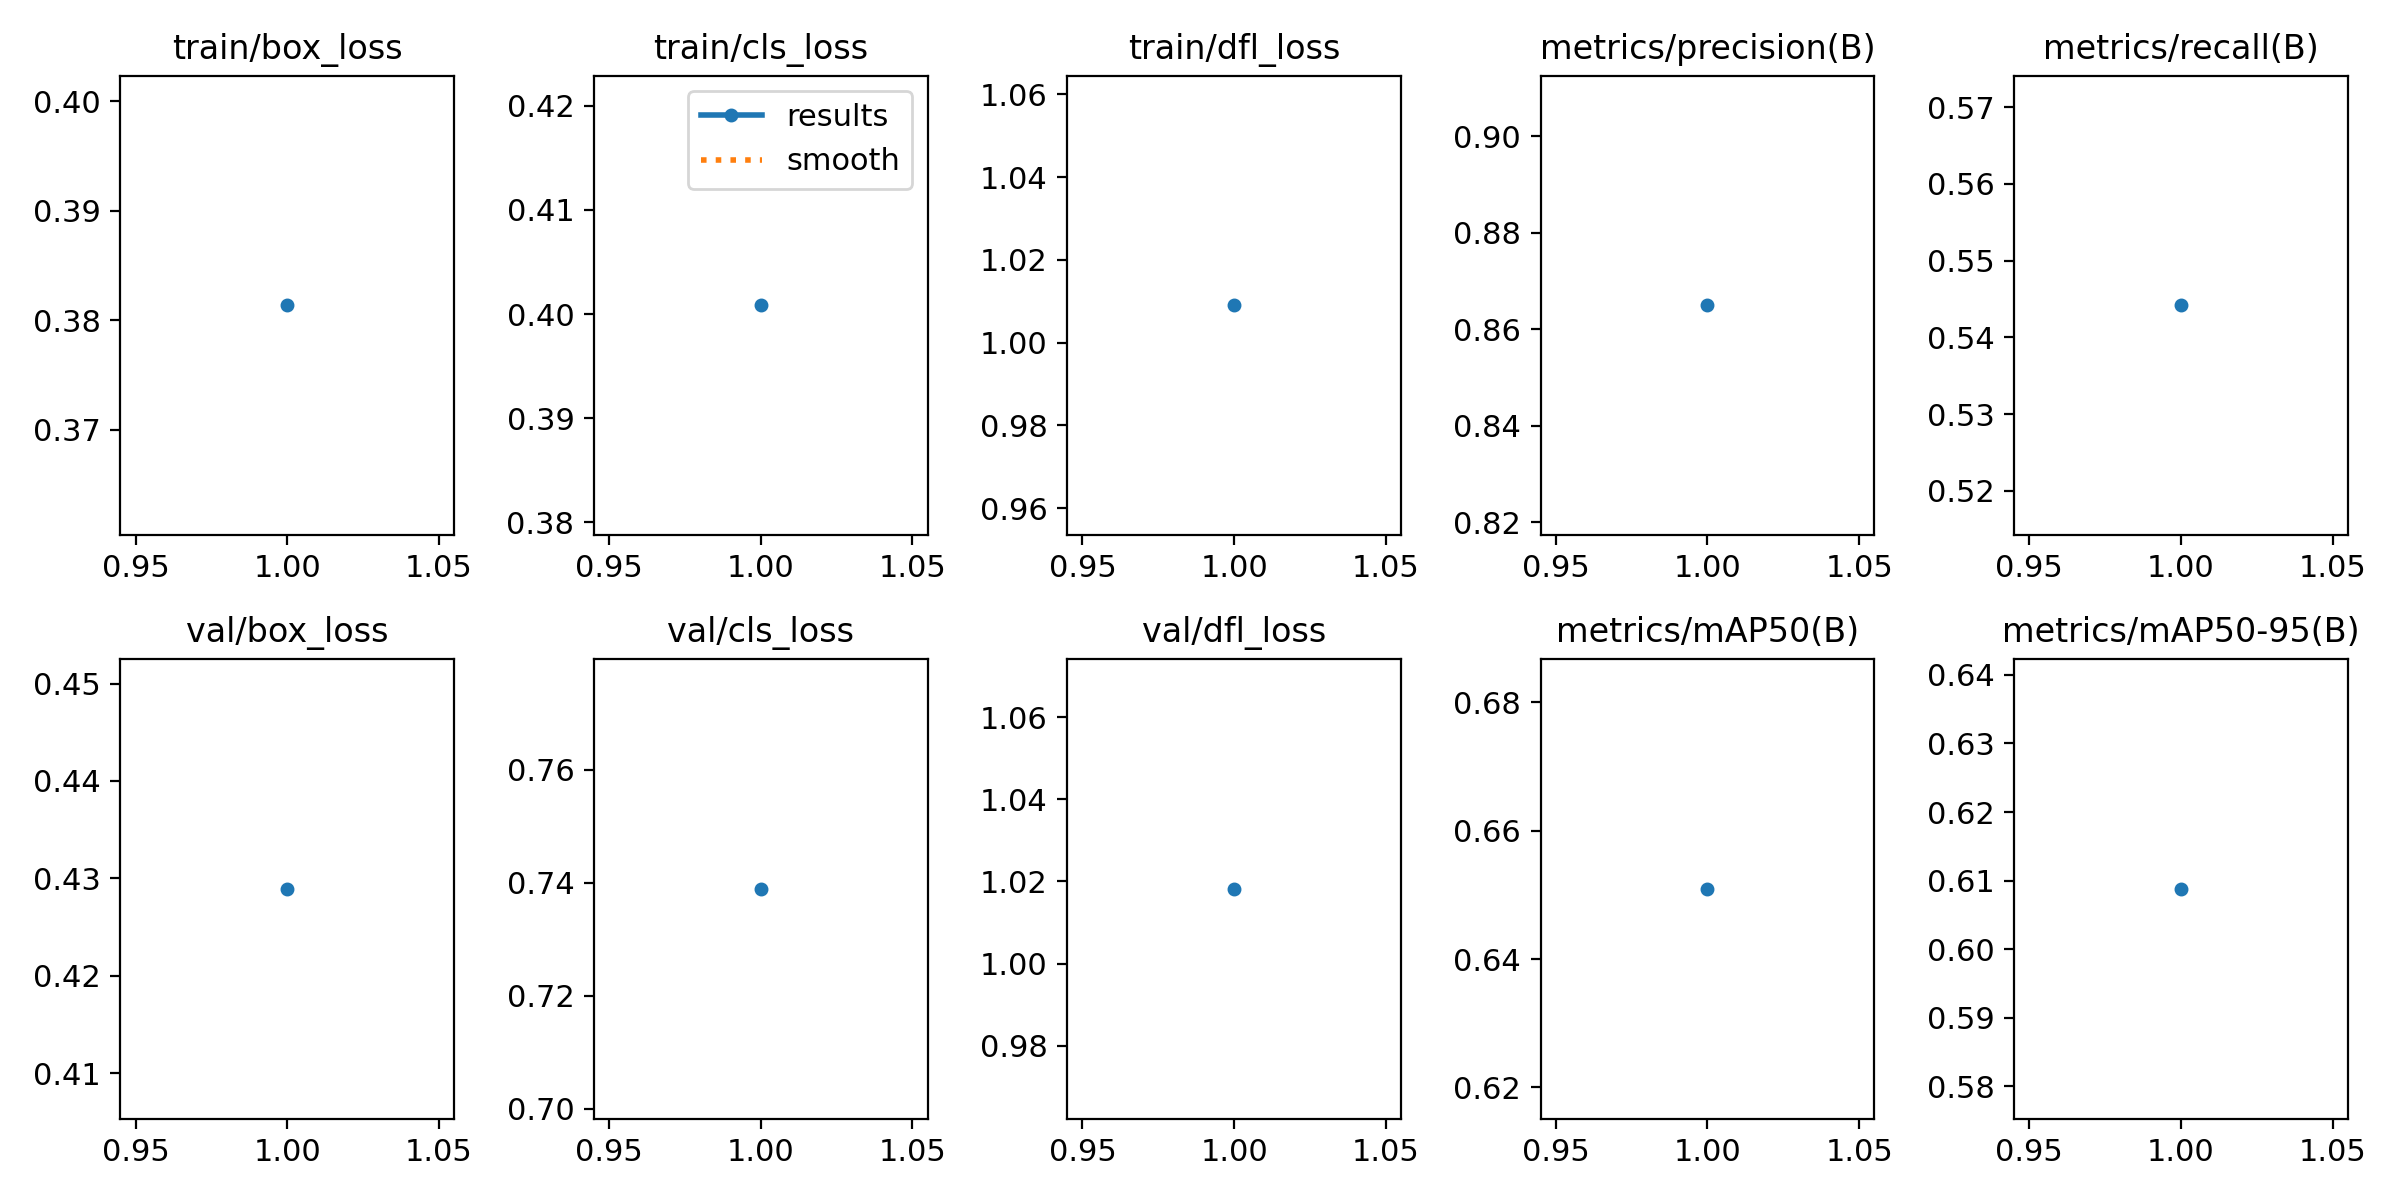 train/box_loss
0.40
0.39
0.38
0.37
0.95 1.00 1.05
train/cls_loss
results
smooth
0.42
0.41
0.40
0.39
0.38
0.95 1.00 1.05
train/dfl_loss
1.06
1.04
1.02
1.00
0.98
0.96
0.95 1.00 1.05
metrics/precision(B)
0.90
0.88
0.86
0.84
0.82
0.95 1.00 1.05
metrics/recall(B)
0.57
0.56
0.55
0.54
0.53
0.52
0.95 1.00 1.05
val/box_loss
0.45
0.44
0.43
0.42
0.41
0.95 1.00 1.05
val/cls_loss
0.76
0.74
0.72
0.70
0.95 1.00 1.05
val/dfl_loss
1.06
1.04
1.02
1.00
0.98
0.95 1.00 1.05
metrics/mAP50(B)
0.68
0.66
0.64
0.62
0.95 1.00 1.05
metrics/mAP50-95(B)
0.64
0.63
0.62
0.61
0.60
0.59
0.58
0.95 1.00 1.05